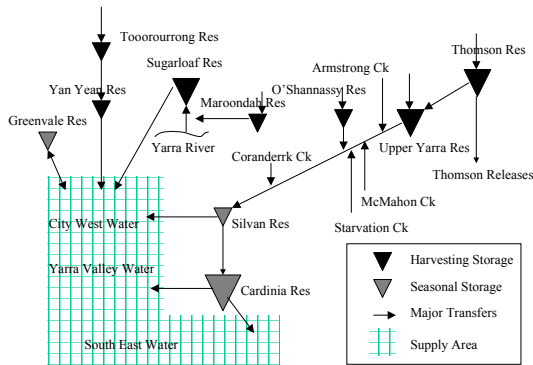 Tooorourrong Res
Sugarloaf Res
Thomson Res
Armstrong Ck
Yan Yean Res
O'Shannassy Res
Maroondah Res
Greenvale Res
Yarra River
Upper Yarra Res
Coranderrk Ck
Thomson Releases
McMahon Ck
City West Water
Silvan Res
Starvation Ck
Harvesting Storage
Yarra Valley Water
Seasonal Storage
Cardinia Res
Major Transfers
South East Water
Supply Area